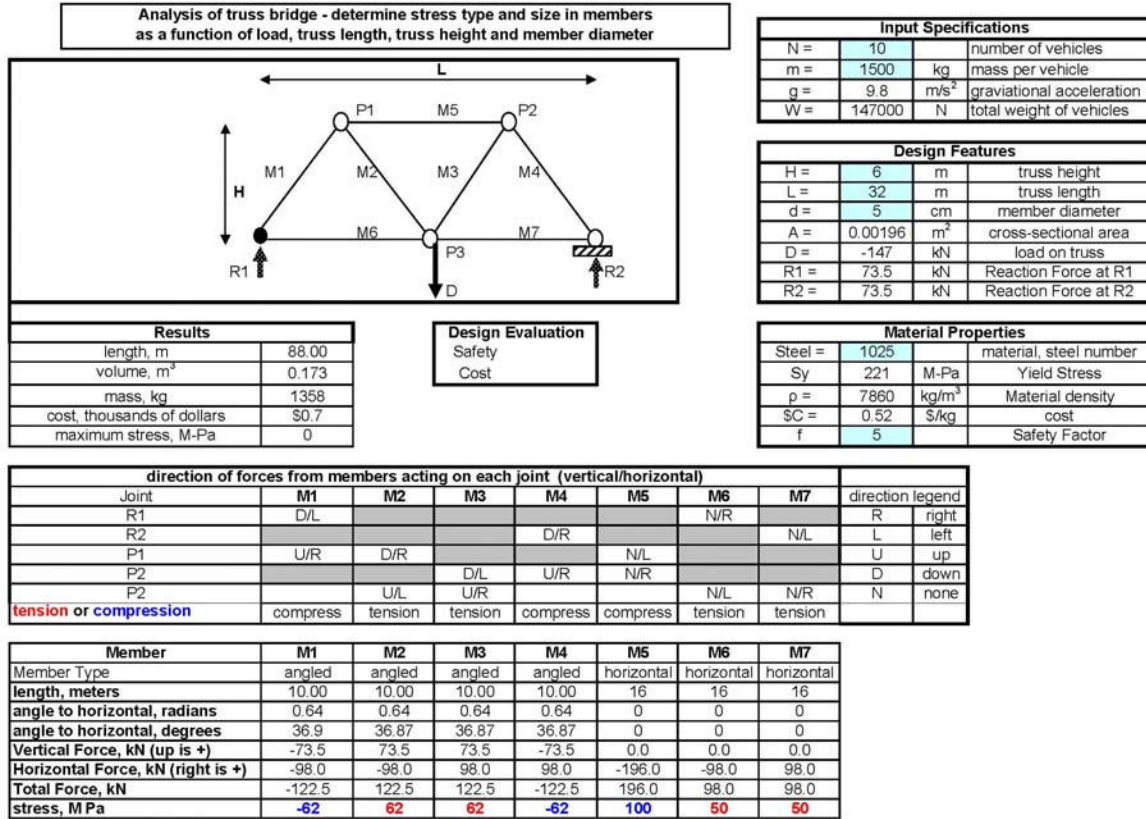 Analysis of truss bridge - determine stress type and size in members
as a function of load, truss length, truss height and member diameter
L
P1
M5
P2
M1
M2
M3
M4
H
M6
M7
R1
P3
R2
D
Input Specifications
N = 10 number of vehicles
m = 1500 kg mass per vehicle
g = 9.8 m/s² graviational acceleration
W = 147000 N total weight of vehicles
Design Features
H = 6 m truss height
L = 32 m truss length
d = 5 cm member diameter
A = 0.00196 m² cross-sectional area
D = -147 kN load on truss
R1 = 73.5 kN Reaction Force at R1
R2 = 73.5 kN Reaction Force at R2
Results
length, m 88.00
volume, m³ 0.173
mass, kg 1358
cost, thousands of dollars $0.7
maximum stress, M-Pa 0
Design Evaluation
Safety
Cost
Material Properties
Steel = 1025 material, steel number
Sy 221 M-Pa Yield Stress
ρ = 7860 kg/m³ Material density
$C = 0.52 $/kg cost
f 5 Safety Factor
direction of forces from members acting on each joint (vertical/horizontal)
Joint M1 M2 M3 M4 M5 M6 M7 direction legend
R1 D/L N/R R right
R2 D/R N/L L left
P1 U/R D/R N/L U up
P2 D/L U/R N/R D down
P2 U/L U/R N/L N/R N none
tension or compression compress tension tension compress compress tension tension
Member M1 M2 M3 M4 M5 M6 M7
Member Type angled angled angled angled horizontal horizontal horizontal
length, meters 10.00 10.00 10.00 10.00 16 16 16
angle to horizontal, radians 0.64 0.64 0.64 0.64 0 0 0
angle to horizontal, degrees 36.9 36.87 36.87 36.87 0 0 0
Vertical Force, kN (up is +) -73.5 73.5 73.5 -73.5 0.0 0.0 0.0
Horizontal Force, kN (right is +) -98.0 -98.0 98.0 98.0 -196.0 -98.0 98.0
Total Force, kN -122.5 122.5 122.5 -122.5 196.0 98.0 98.0
stress, M Pa -62 62 62 -62 100 50 50